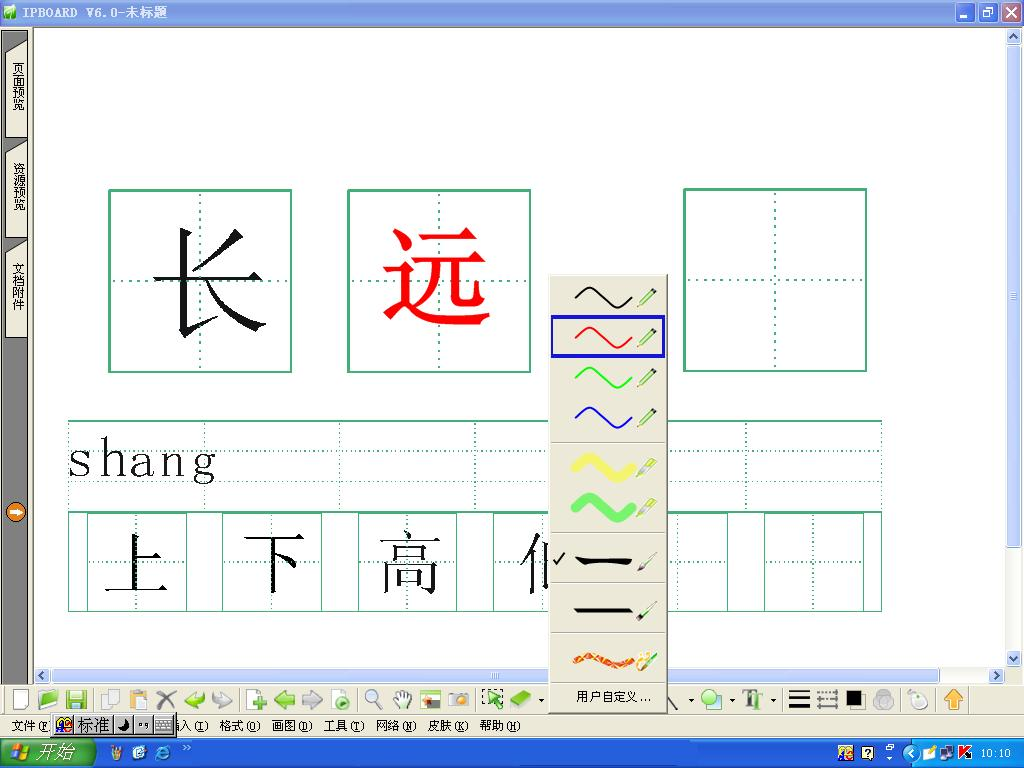 IPBOARD V6.0-未标题
页面预览
资源预览
文档附件
长 远
shang
上 下 高
用户自定义...
文件 标准 入(I) 格式(O) 画图(D) 工具(T) 网络(N) 皮肤(K) 帮助(H)
开始 10:10